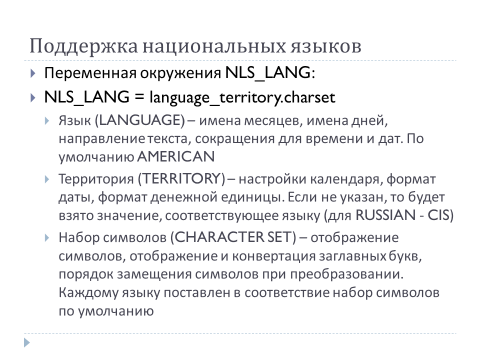 Поддержка национальных языков
Переменная окружения NLS_LANG:
NLS_LANG = language_territory.charset
Язык (LANGUAGE) – имена месяцев, имена дней,
направление текста, сокращения для времени и дат. По
умолчанию AMERICAN
Территория (TERRITORY) – настройки календаря, формат
даты, формат денежной единицы. Если не указан, то будет
взято значение, соответствующее языку (для RUSSIAN - CIS)
Набор символов (CHARACTER SET) – отображение
символов, отображение и конвертация заглавных букв,
порядок замещения символов при преобразовании.
Каждому языку поставлен в соответствие набор символов
по умолчанию